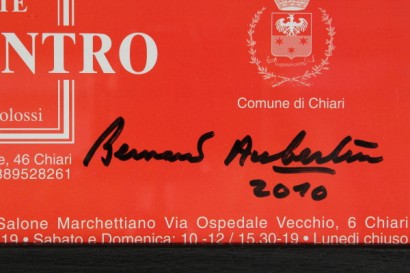 IE
NTRO
olossi
Comune di Chiari
e, 46 Chiari
389528261
Bernard Aubertin
2010
Salone Marchettiano Via Ospedale Vecchio, 6 Chiari
-19 • Sabato e Domenica: 10 -12 / 15.30-19 • Lunedì chiuso